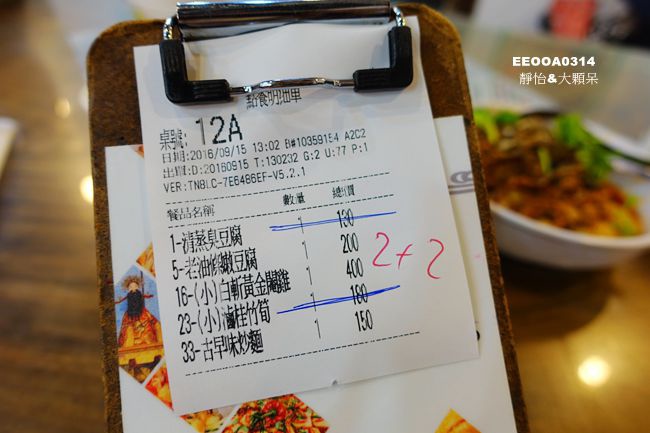 EEOOA0314
靜怡&大顆呆
點食明細單
桌號: 12A
日期:2016/09/15 13:02 B#10359154 A2C2
出單:D:20160915 T:130232 G:2 U:77 P:1
VER:TN8LC-7E6486EF-V5.2.1
餐品名稱 數量 總價
1-清蒸臭豆腐 1 130
5-老油條嫩豆腐 1 200
16-(小)白斬黃金閹雞 1 400
23-(小)滷桂竹筍 1 180
33-古早味炒麵 1 150
2+2